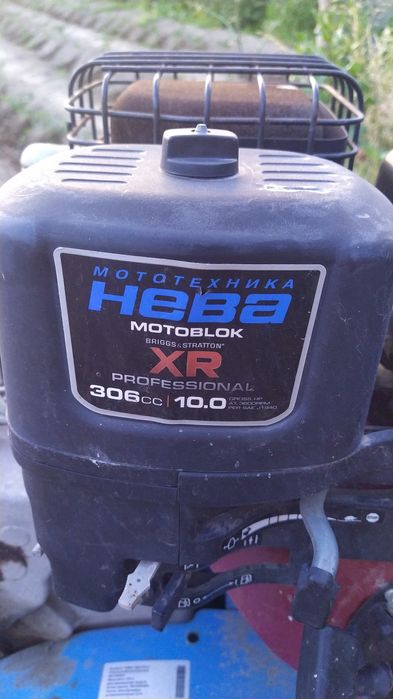 МОТОТЕХНИКА
Нева
MOTOBLOK
BRIGGS & STRATTON
XR
PROFESSIONAL
306CC | 10.0 GROSS HP
AT 3600RPM
PER SAE J1940